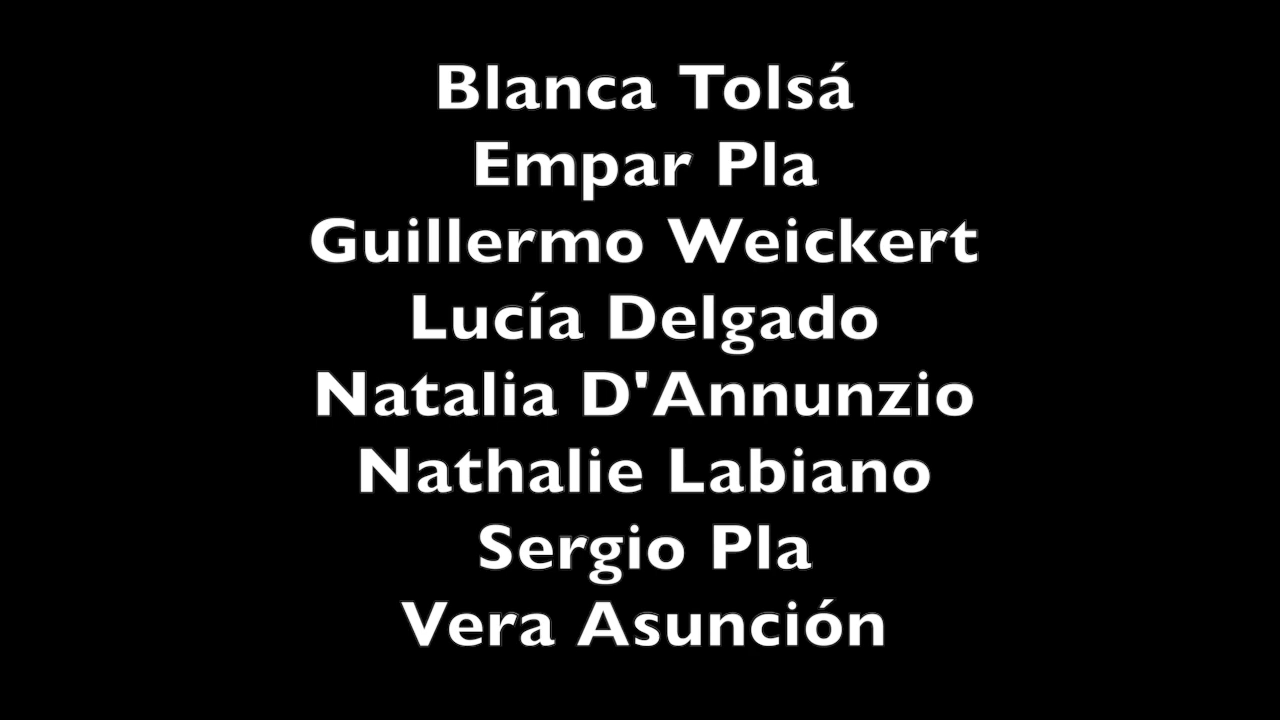 Blanca Tolsá
Empar Pla
Guillermo Weickert
Lucía Delgado
Natalia D'Annunzio
Nathalie Labiano
Sergio Pla
Vera Asunción